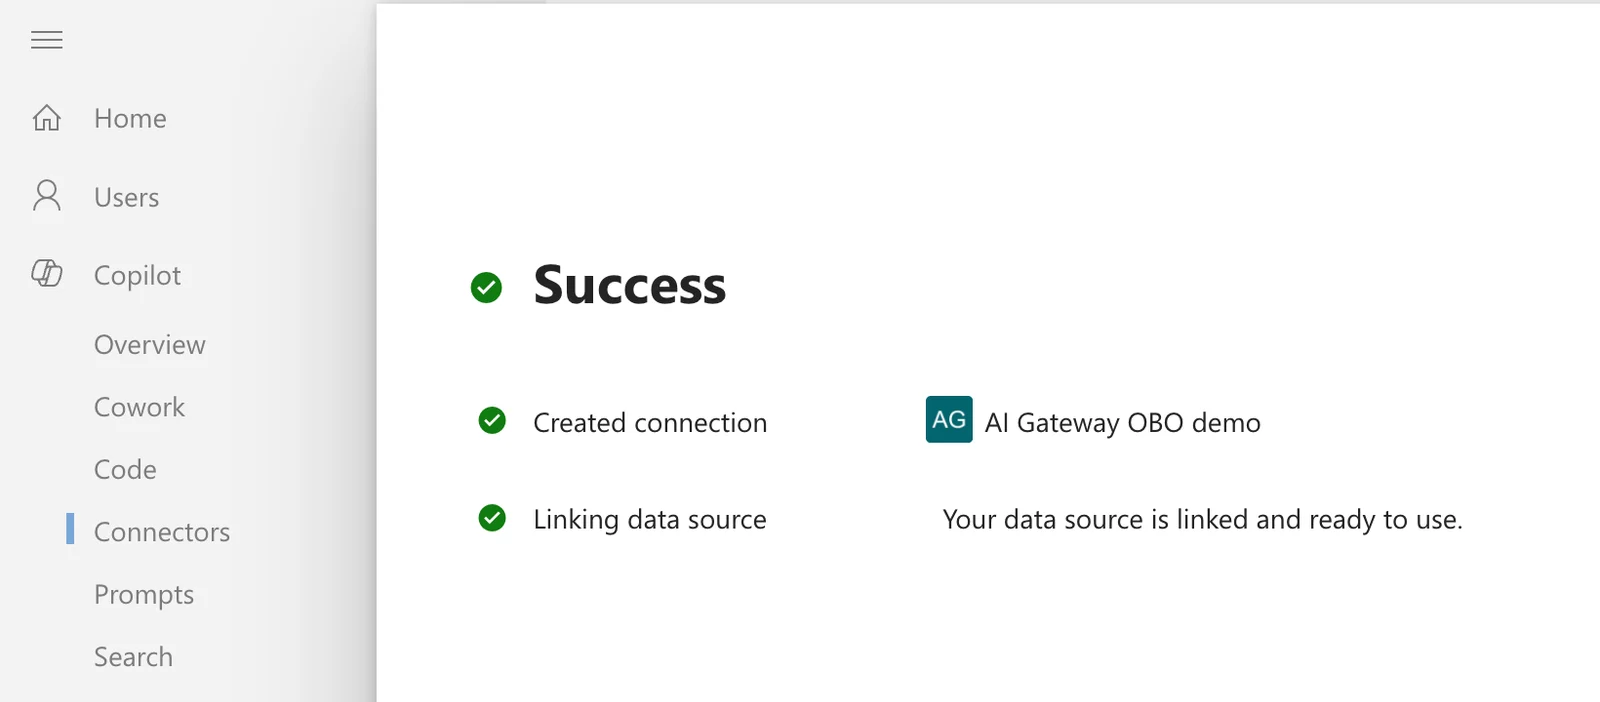 Home
Users
Copilot
Overview
Cowork
Code
Connectors
Prompts
Search
Success
Created connection
AG AI Gateway OBO demo
Linking data source
Your data source is linked and ready to use.